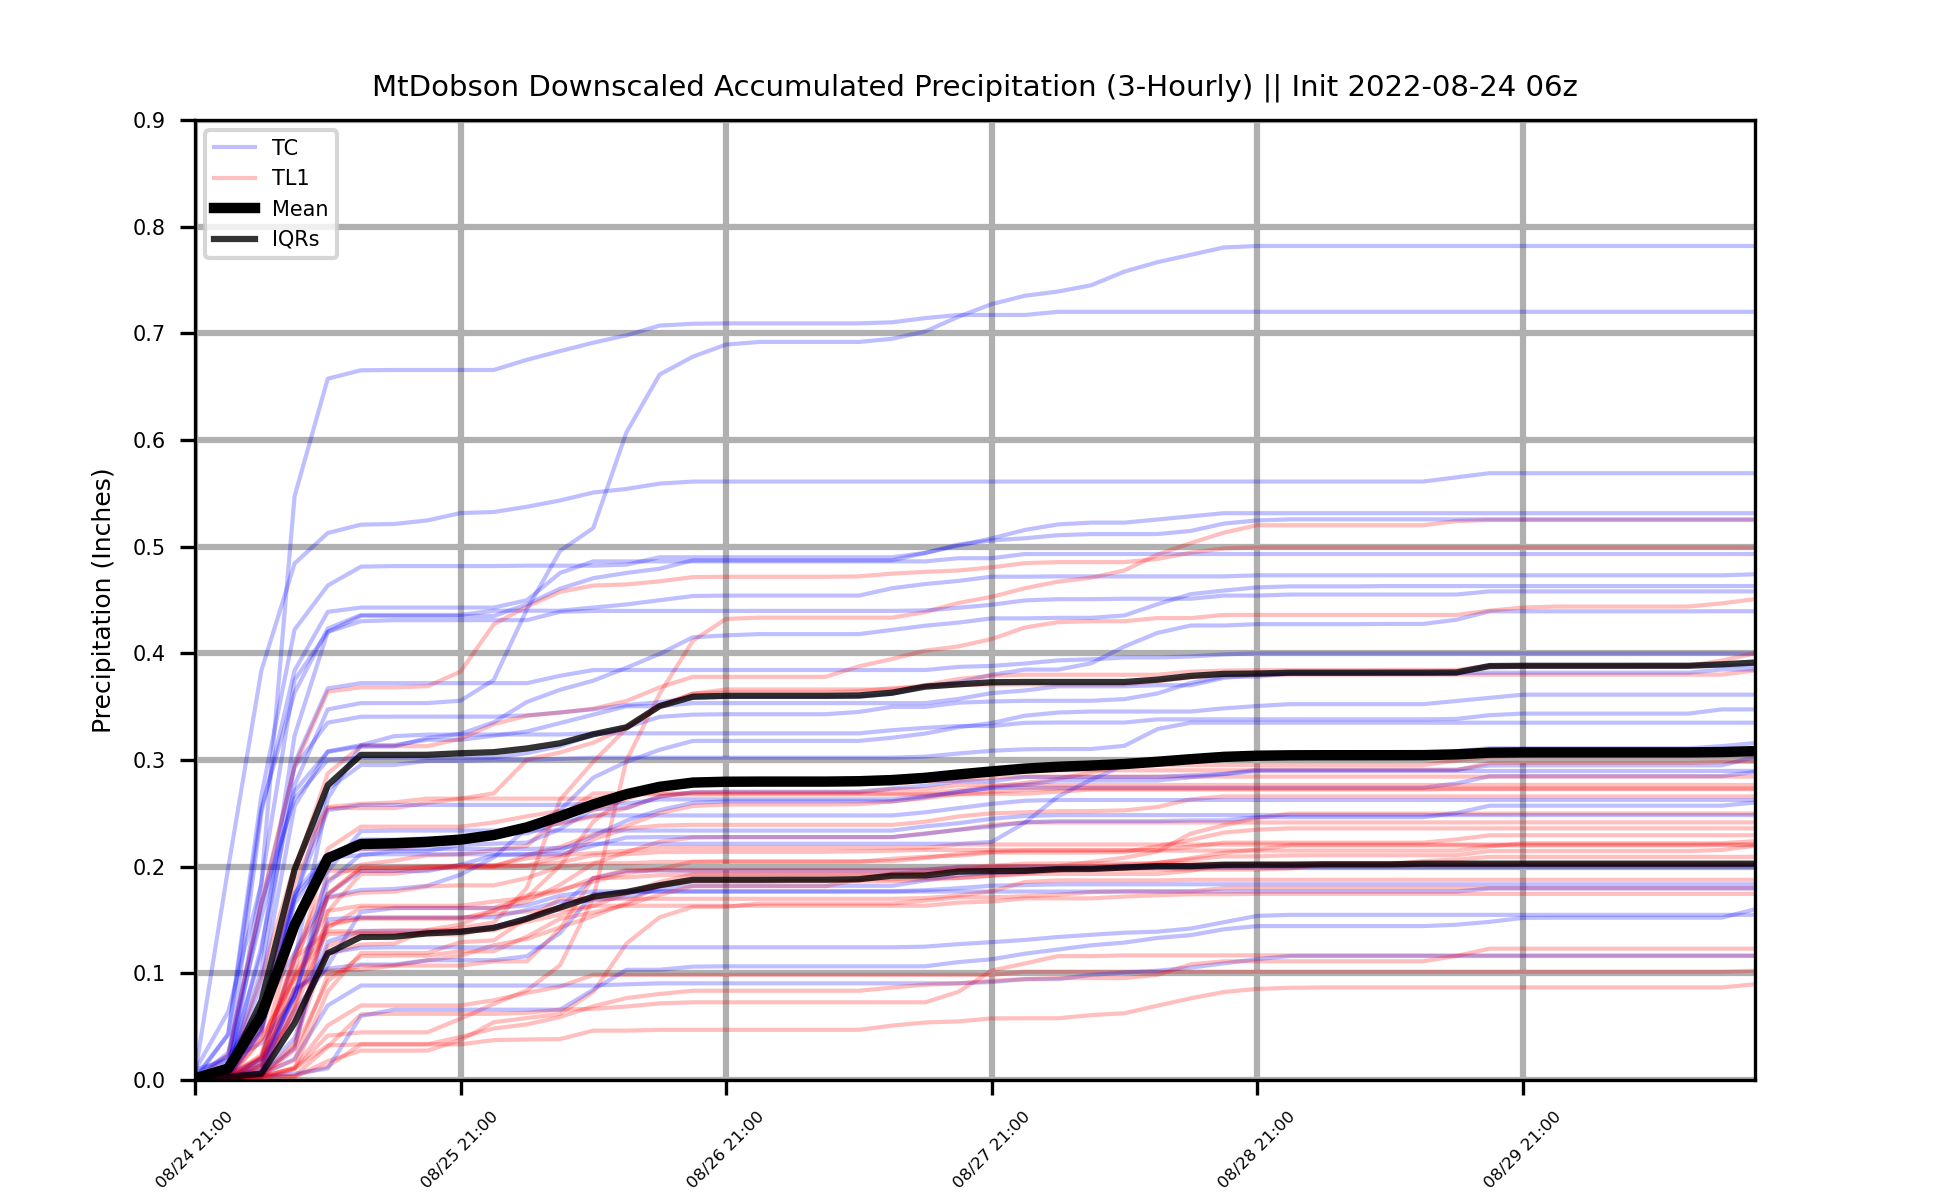 MtDobson Downscaled Accumulated Precipitation (3-Hourly) || Init 2022-08-24 06z
TC
TL1
Mean
IQRs
Precipitation (Inches)
0.9
0.8
0.7
0.6
0.5
0.4
0.3
0.2
0.1
0.0
08/24 21:00
08/25 21:00
08/26 21:00
08/27 21:00
08/28 21:00
08/29 21:00